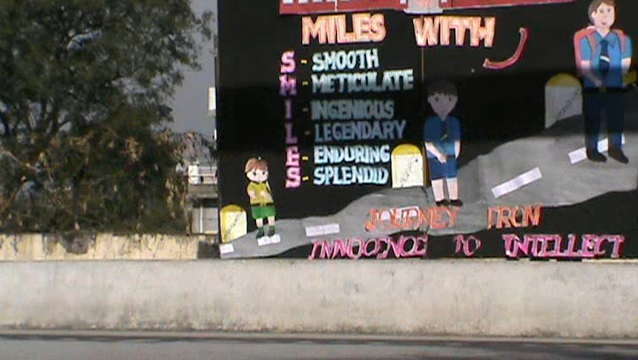 MILES WITH
S - SMOOTH
M - METICULATE
I - INGENIOUS
L - LEGENDARY
E - ENDURING
S - SPLENDID
JOURNEY FROM
INNOCENCE TO INTELLECT